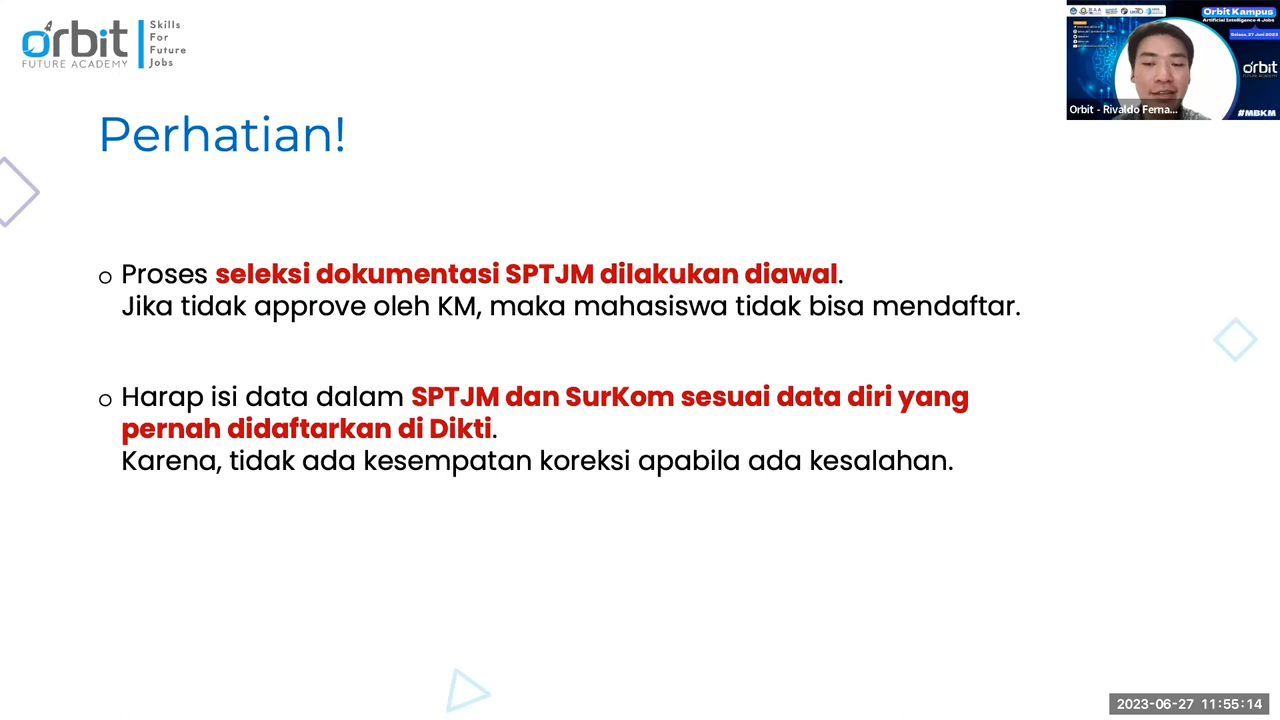 orbit
FUTURE ACADEMY
Skills
For
Future
Jobs
Orbit Kampus
Artificial Intelligence 4 Jobs
Selasa, 27 Juni 2023
orbit
Orbit - Rivaldo Ferna...
#MBKM
Perhatian!
Proses seleksi dokumentasi SPTJM dilakukan diawal.
Jika tidak approve oleh KM, maka mahasiswa tidak bisa mendaftar.
Harap isi data dalam SPTJM dan SurKom sesuai data diri yang
pernah didaftarkan di Dikti.
Karena, tidak ada kesempatan koreksi apabila ada kesalahan.
2023-06-27 11:55:14